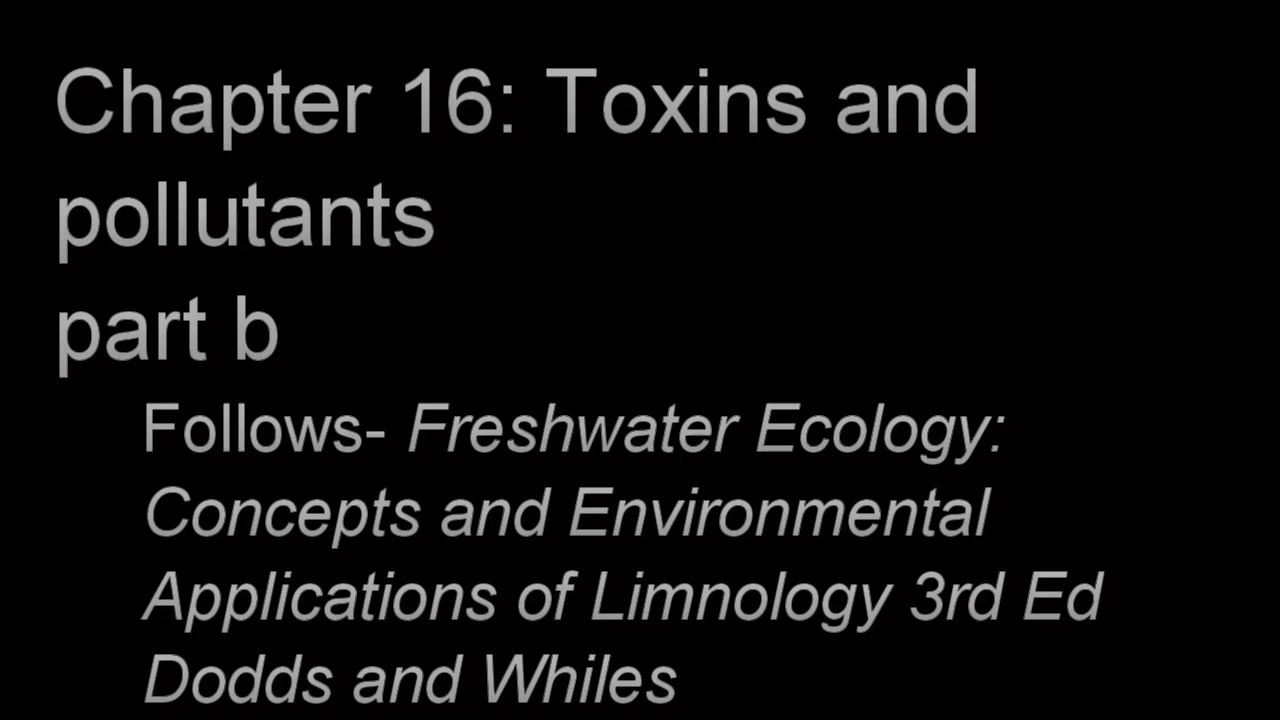 Chapter 16: Toxins and
pollutants
part b
Follows- Freshwater Ecology:
Concepts and Environmental
Applications of Limnology 3rd Ed
Dodds and Whiles